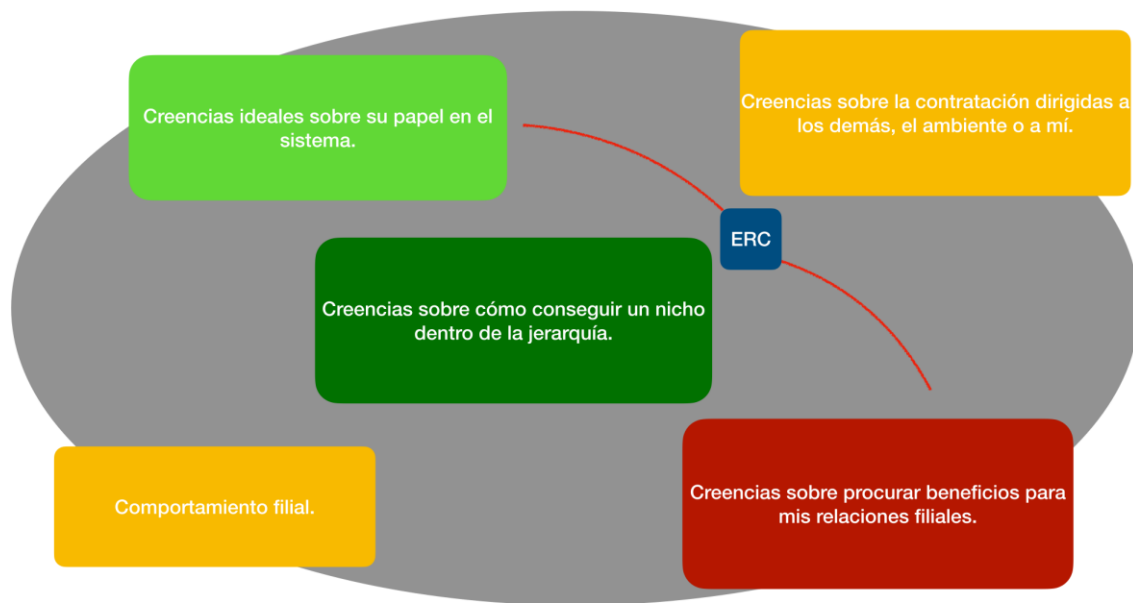 Creencias ideales sobre su papel en el
sistema.
Creencias sobre la contratación dirigidas a
los demás, el ambiente o a mí.
ERC
Creencias sobre cómo conseguir un nicho
dentro de la jerarquía.
Comportamiento filial.
Creencias sobre procurar beneficios para
mis relaciones filiales.